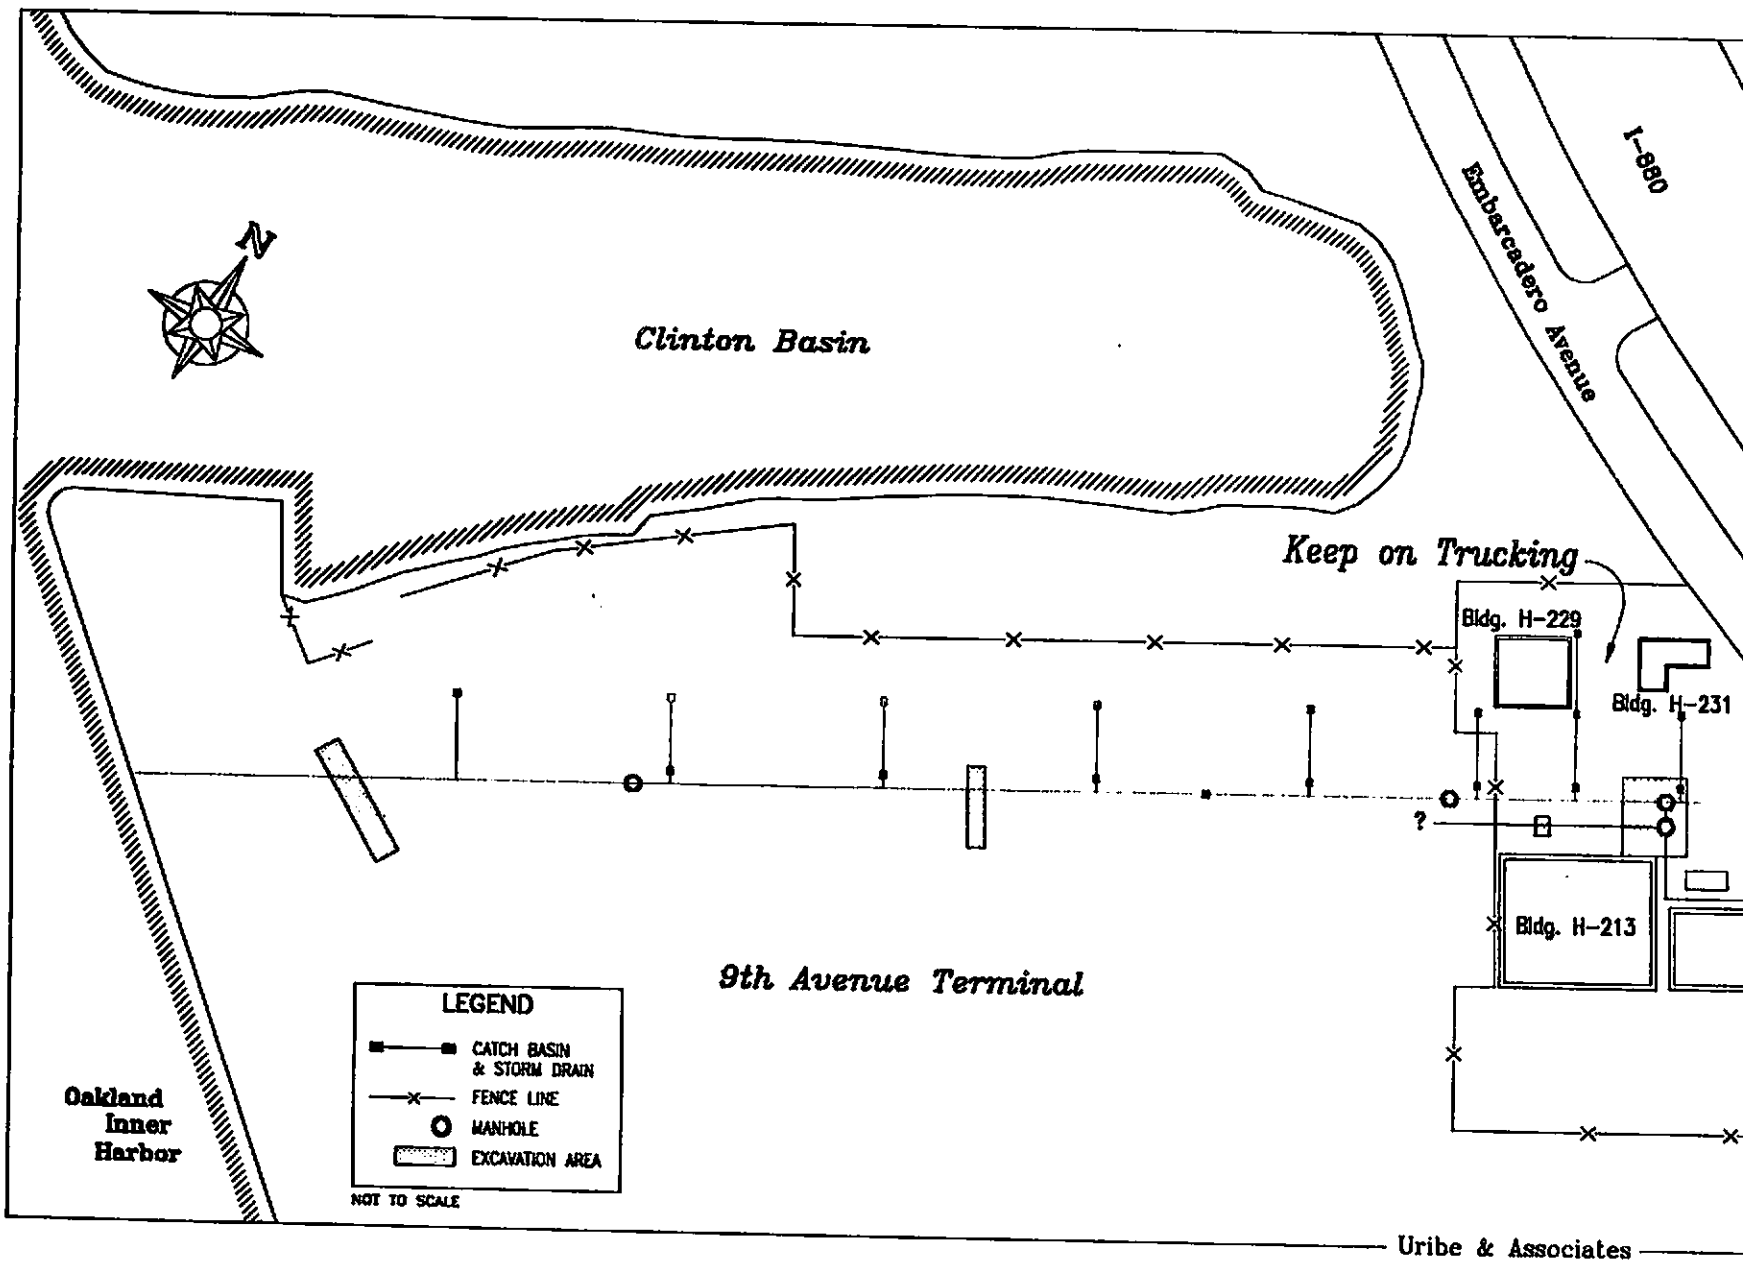 I-880
Embarcadero Avenue
N
Clinton Basin
Keep on Trucking
Bldg. H-229
Bldg. H-231
?
Bldg. H-213
9th Avenue Terminal
LEGEND
CATCH BASIN
& STORM DRAIN
FENCE LINE
MANHOLE
EXCAVATION AREA
NOT TO SCALE
Oakland
Inner
Harbor
Uribe & Associates